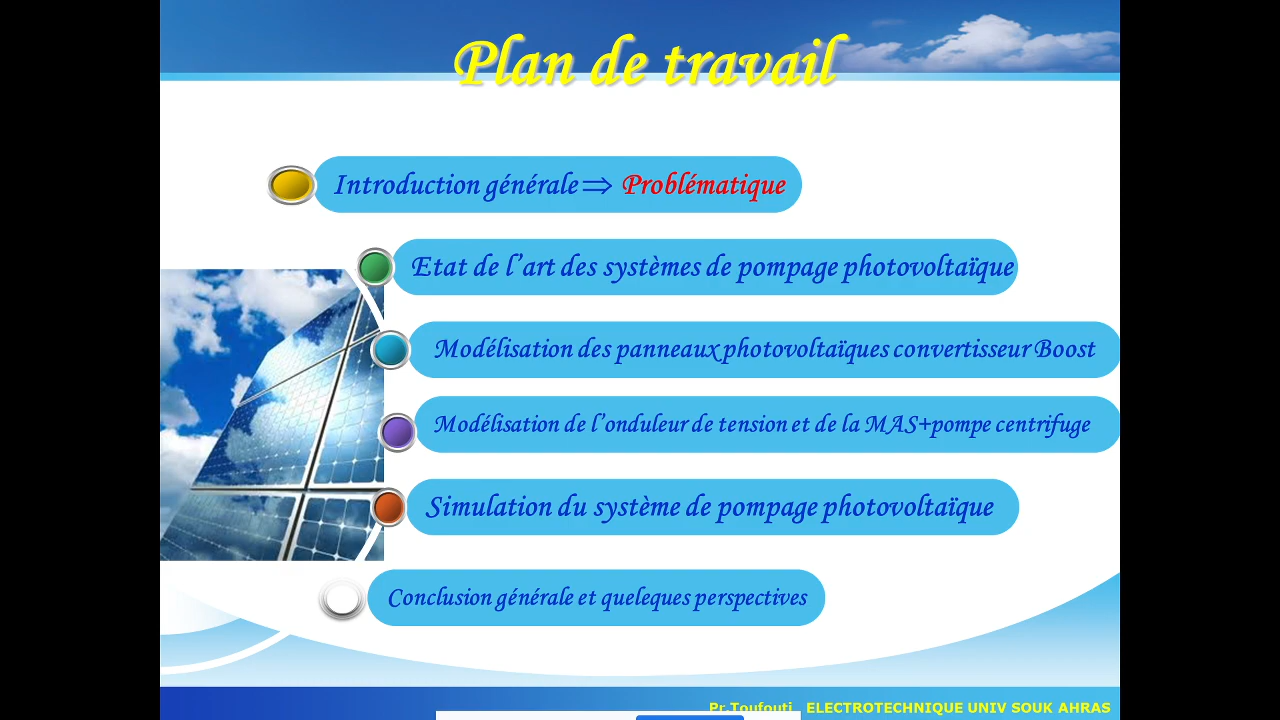 Plan de travail
Introduction générale ⇒ Problématique
Etat de l’art des systèmes de pompage photovoltaïque
Modélisation des panneaux photovoltaïques convertisseur Boost
Modélisation de l’onduleur de tension et de la MAS+pompe centrifuge
Simulation du système de pompage photovoltaïque
Conclusion générale et queleques perspectives
Pr.Toufouti ELECTROTECHNIQUE UNIV SOUK AHRAS